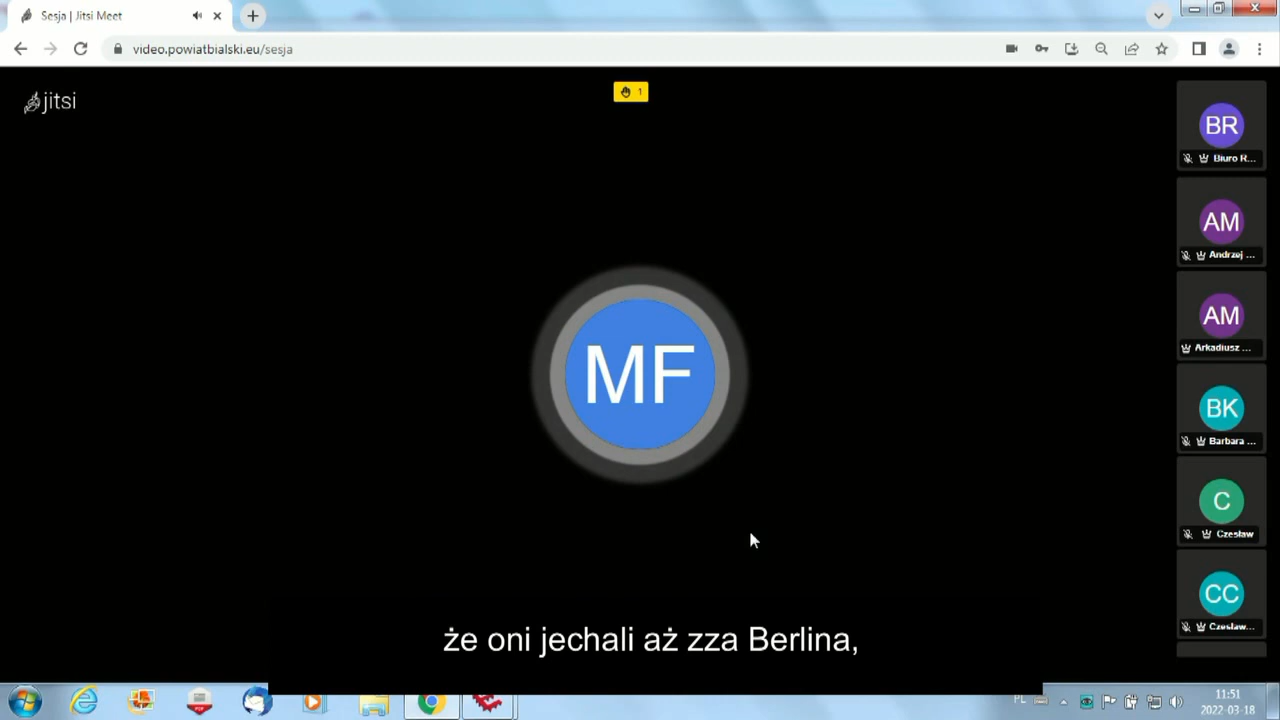 Sesja | Jitsi Meet
video.powiatbialski.eu/sesja
jitsi
1
BR
Biuro R...
AM
Andrzej ...
AM
Arkadiusz ...
BK
Barbara ...
C
Czesław
CC
Czesław...
MF
że oni jechali aż zza Berlina,
PL
11:51
2022-03-18